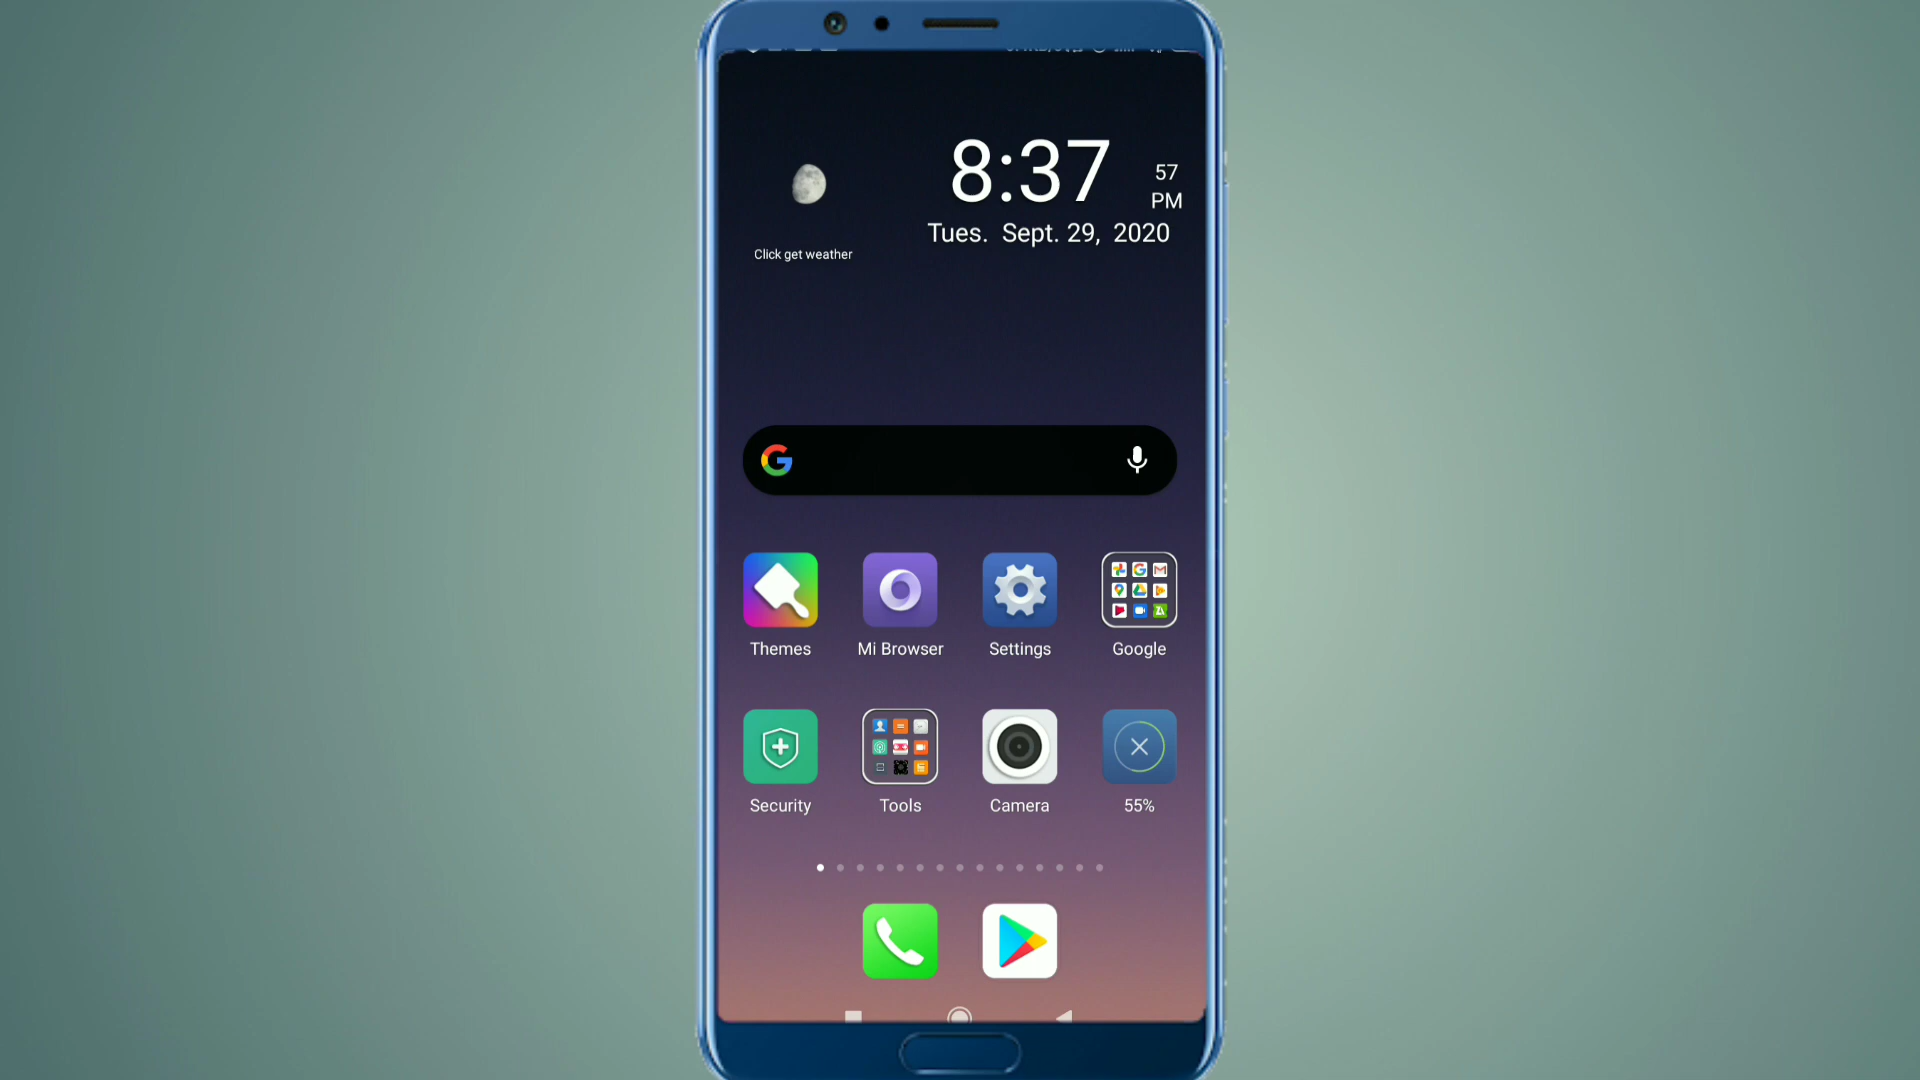 8:37
57
PM
Tues. Sept. 29, 2020
Click get weather
Themes
Mi Browser
Settings
Google
Security
Tools
Camera
55%